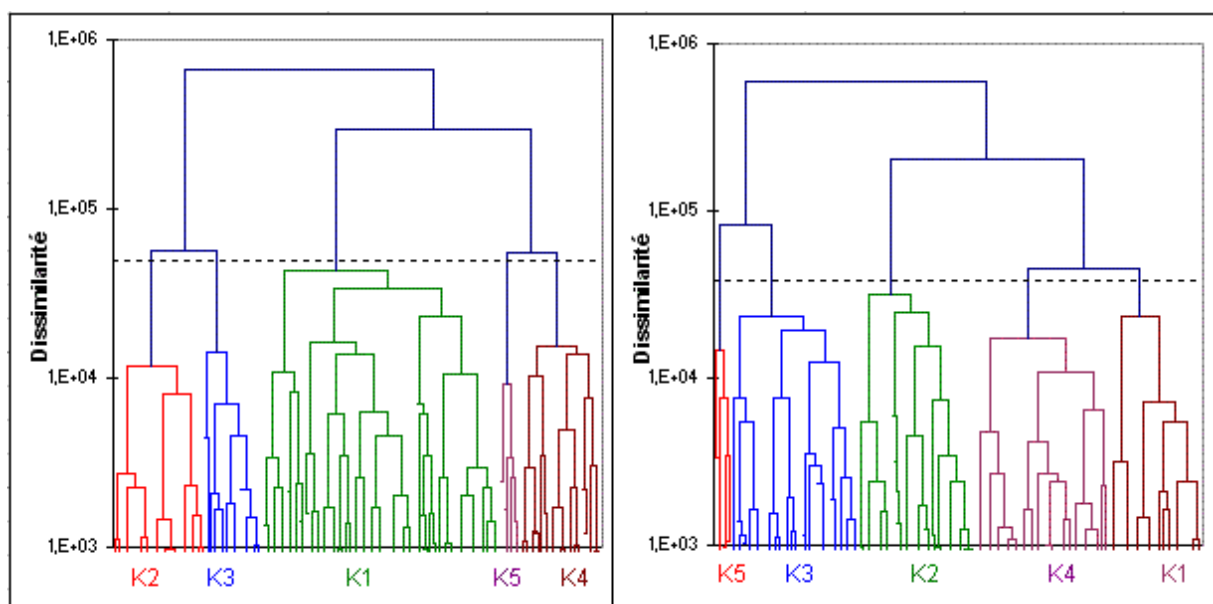 1,E+06
1,E+05
1,E+04
1,E+03
Dissimilarité
K2 K3 K1 K5 K4
1,E+06
1,E+05
1,E+04
1,E+03
Dissimilarité
K5 K3 K2 K4 K1